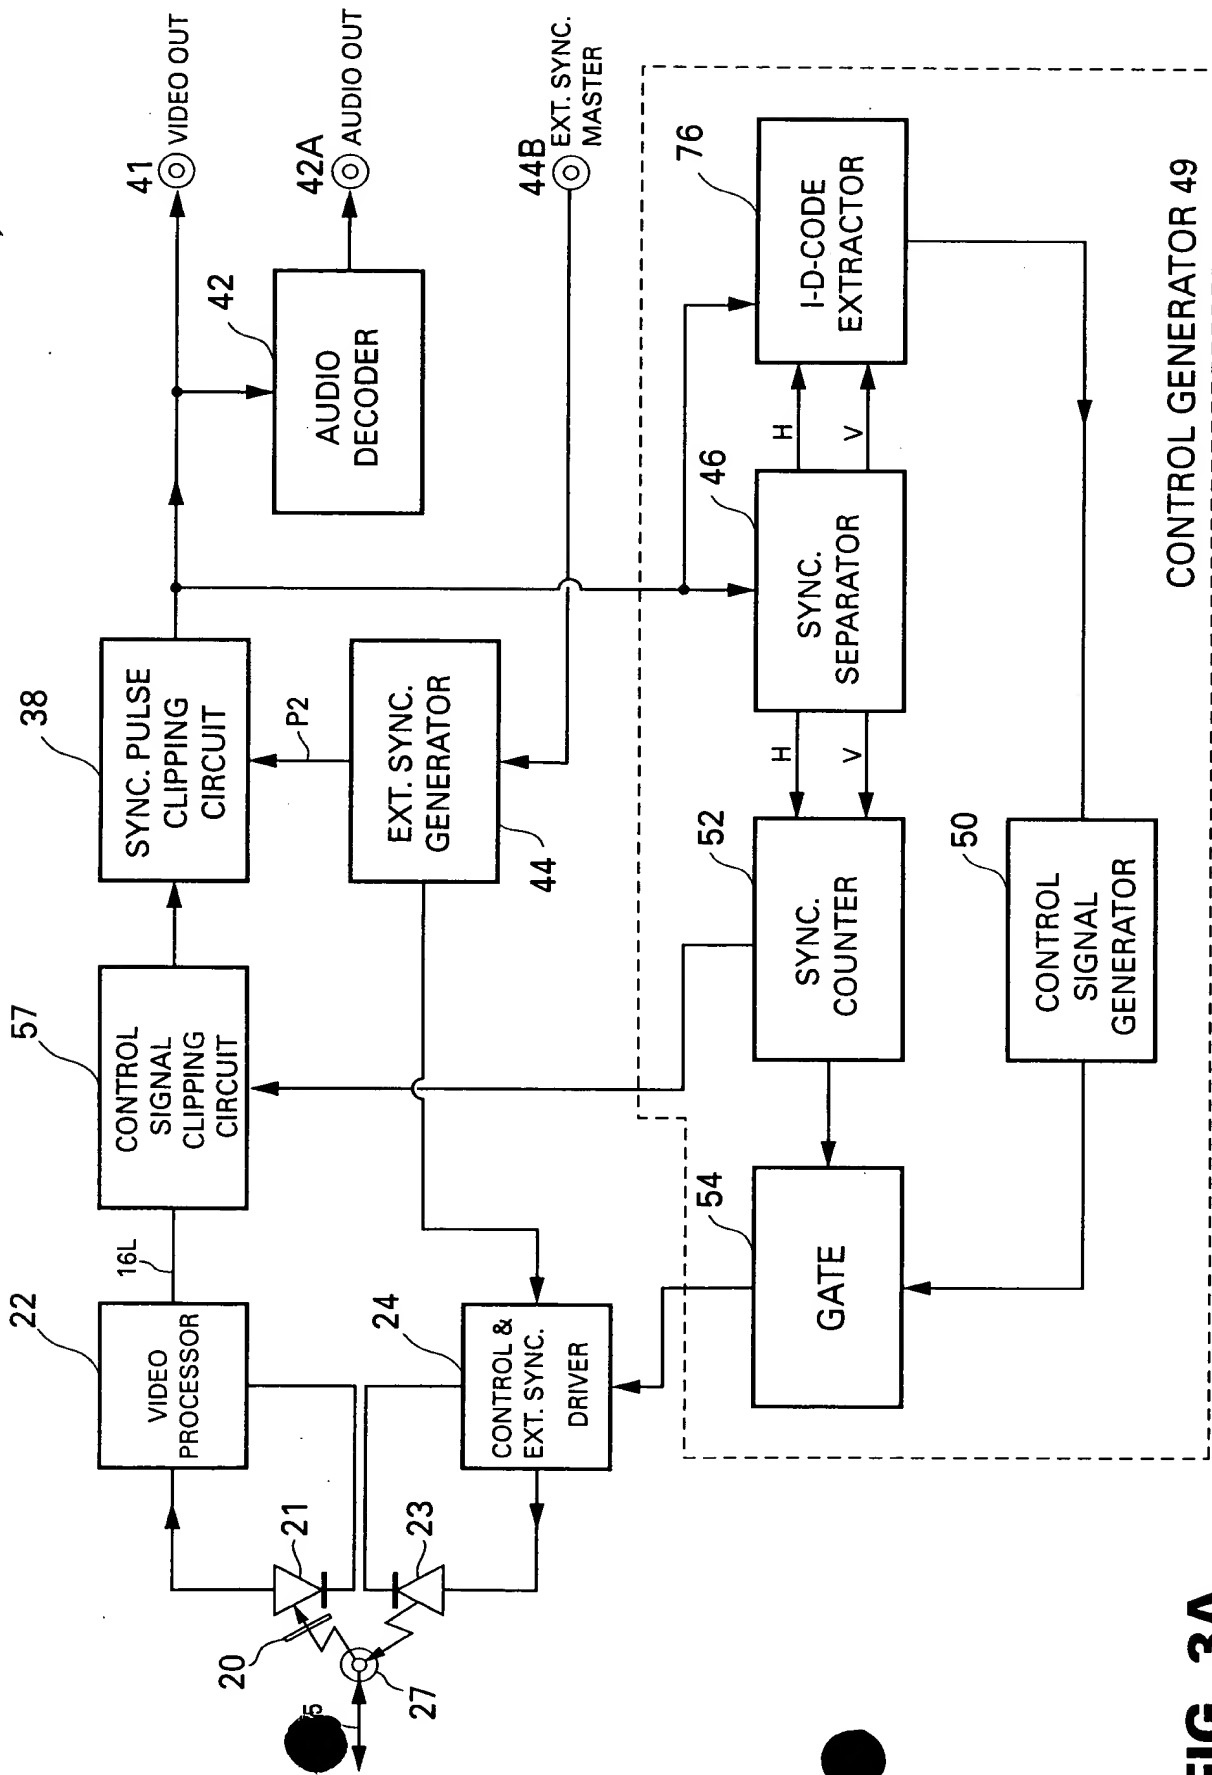 41
VIDEO OUT
42A
AUDIO OUT
44B
EXT. SYNC.
MASTER
38
SYNC. PULSE
CLIPPING
CIRCUIT
57
CONTROL
SIGNAL
CLIPPING
CIRCUIT
16L
22
VIDEO
PROCESSOR
42
AUDIO
DECODER
P2
EXT. SYNC.
GENERATOR
44
24
CONTROL &
EXT. SYNC.
DRIVER
21
20
23
27
76
I-D-CODE
EXTRACTOR
H
V
46
SYNC.
SEPARATOR
H
V
52
SYNC.
COUNTER
54
GATE
50
CONTROL
SIGNAL
GENERATOR
CONTROL GENERATOR 49
FIG. 3A